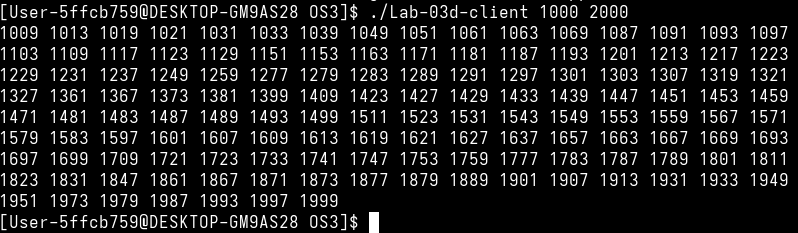 [User-5ffcb759@DESKTOP-GM9AS28 OS3]$ ./Lab-03d-client 1000 2000
1009 1013 1019 1021 1031 1033 1039 1049 1051 1061 1063 1069 1087 1091 1093 1097
1103 1109 1117 1123 1129 1151 1153 1163 1171 1181 1187 1193 1201 1213 1217 1223
1229 1231 1237 1249 1259 1277 1279 1283 1289 1291 1297 1301 1303 1307 1319 1321
1327 1361 1367 1373 1381 1399 1409 1423 1427 1429 1433 1439 1447 1451 1453 1459
1471 1481 1483 1487 1489 1493 1499 1511 1523 1531 1543 1549 1553 1559 1567 1571
1579 1583 1597 1601 1607 1609 1613 1619 1621 1627 1637 1657 1663 1667 1669 1693
1697 1699 1709 1721 1723 1733 1741 1747 1753 1759 1777 1783 1787 1789 1801 1811
1823 1831 1847 1861 1867 1871 1873 1877 1879 1889 1901 1907 1913 1931 1933 1949
1951 1973 1979 1987 1993 1997 1999
[User-5ffcb759@DESKTOP-GM9AS28 OS3]$